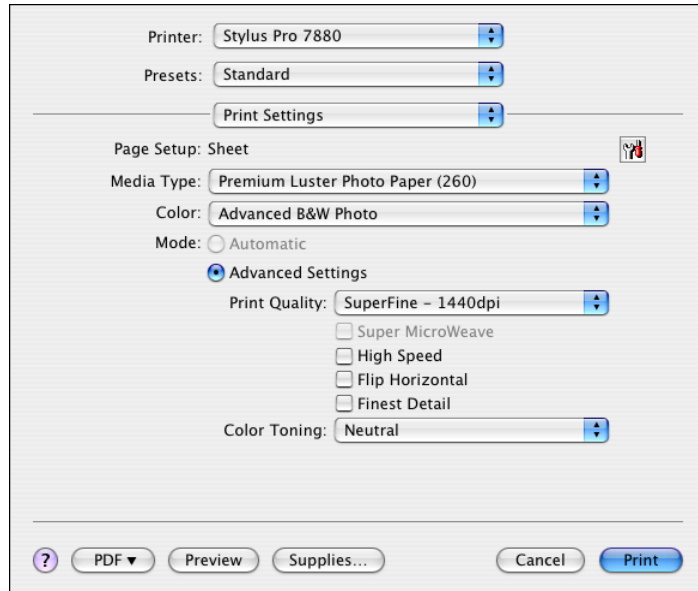 Printer: Stylus Pro 7880
Presets: Standard
Print Settings
Page Setup: Sheet
Media Type: Premium Luster Photo Paper (260)
Color: Advanced B&W Photo
Mode: Automatic
Advanced Settings
Print Quality: SuperFine – 1440dpi
Super MicroWeave
High Speed
Flip Horizontal
Finest Detail
Color Toning: Neutral
? PDF ▼ Preview Supplies... Cancel Print